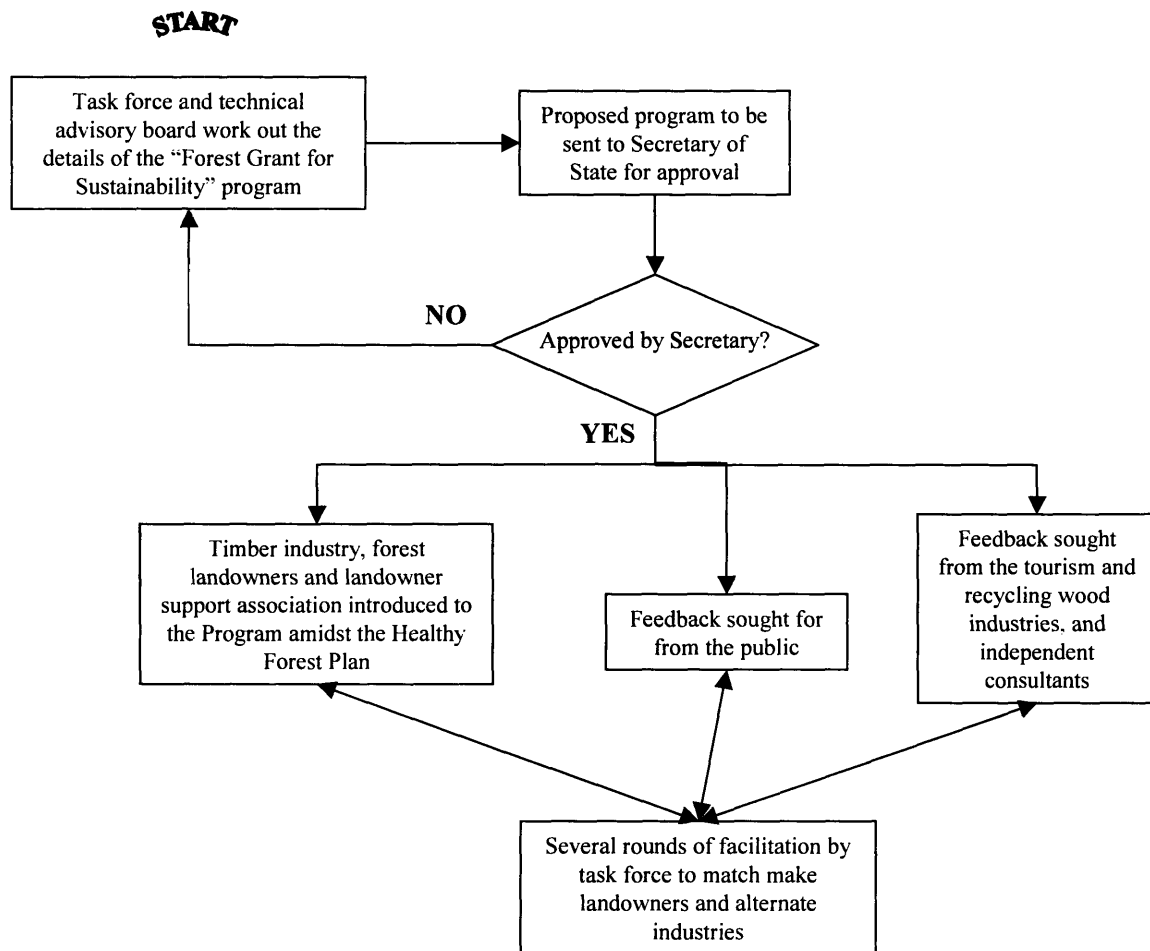 START
Task force and technical
advisory board work out the
details of the “Forest Grant for
Sustainability” program
Proposed program to be
sent to Secretary of
State for approval
NO
Approved by Secretary?
YES
Timber industry, forest
landowners and landowner
support association introduced to
the Program amidst the Healthy
Forest Plan
Feedback sought for
from the public
Feedback sought
from the tourism and
recycling wood
industries, and
independent
consultants
Several rounds of facilitation by
task force to match make
landowners and alternate
industries